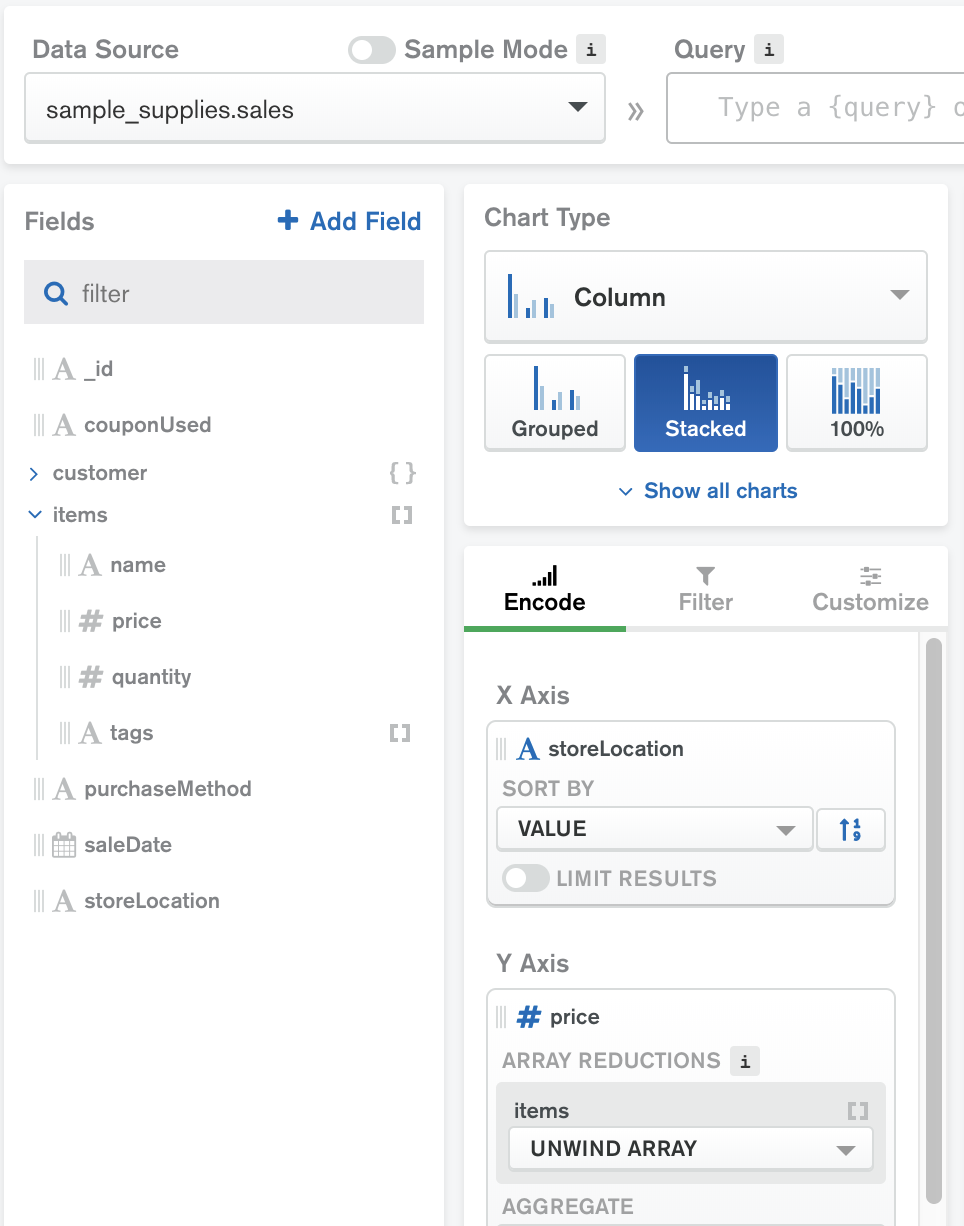 Data Source
Sample Mode i
Query i
sample_supplies.sales
»
Type a {query} o
Fields
+ Add Field
filter
A _id
A couponUsed
customer { }
items [ ]
A name
# price
# quantity
A tags [ ]
purchaseMethod
saleDate
A storeLocation
Chart Type
Column
Grouped
Stacked
100%
Show all charts
Encode
Filter
Customize
X Axis
A storeLocation
SORT BY
VALUE
1
9
LIMIT RESULTS
Y Axis
# price
ARRAY REDUCTIONS i
items [ ]
UNWIND ARRAY
AGGREGATE